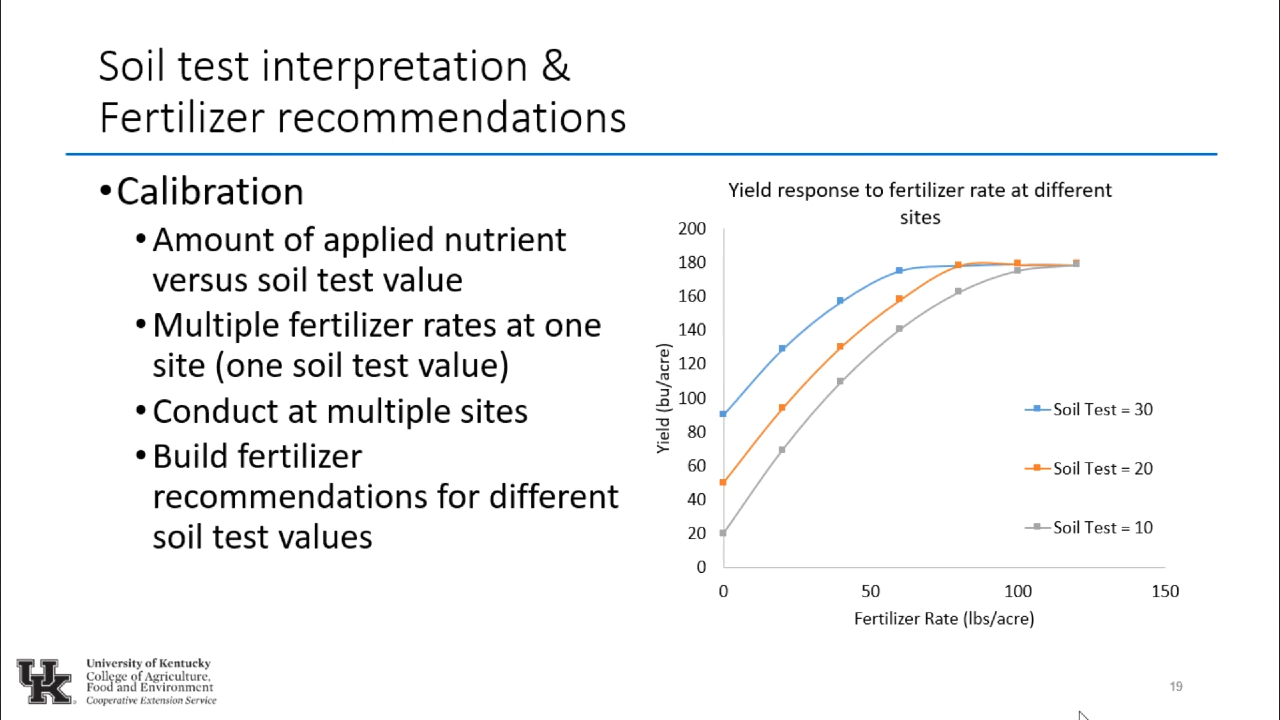 Soil test interpretation &
Fertilizer recommendations
•Calibration
•Amount of applied nutrient
versus soil test value
•Multiple fertilizer rates at one
site (one soil test value)
•Conduct at multiple sites
•Build fertilizer
recommendations for different
soil test values
Yield response to fertilizer rate at different
sites
Yield (bu/acre)
200
180
160
140
120
100
80
60
40
20
0
0 50 100 150
Fertilizer Rate (lbs/acre)
Soil Test = 30
Soil Test = 20
Soil Test = 10
UK
University of Kentucky
College of Agriculture,
Food and Environment
Cooperative Extension Service
19